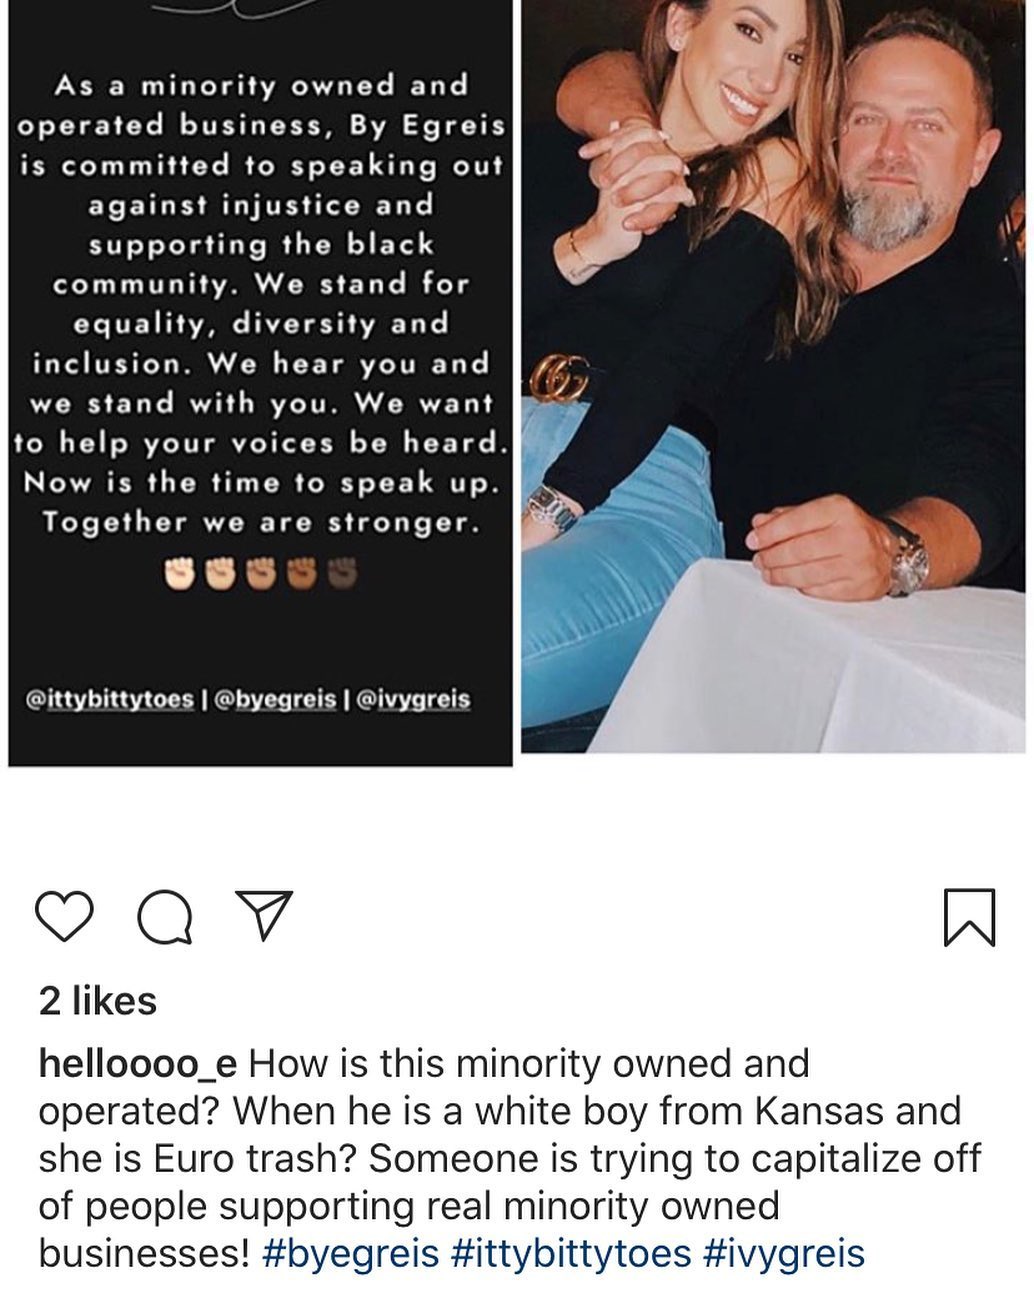 As a minority owned and
operated business, By Egreis
is committed to speaking out
against injustice and
supporting the black
community. We stand for
equality, diversity and
inclusion. We hear you and
we stand with you. We want
to help your voices be heard.
Now is the time to speak up.
Together we are stronger.
✊🏻✊🏼✊🏽✊🏾✊🏿
@ittybittytoes | @byegreis | @ivygreis
2 likes
helloooo_e How is this minority owned and
operated? When he is a white boy from Kansas and
she is Euro trash? Someone is trying to capitalize off
of people supporting real minority owned
businesses! #byegreis #ittybittytoes #ivygreis